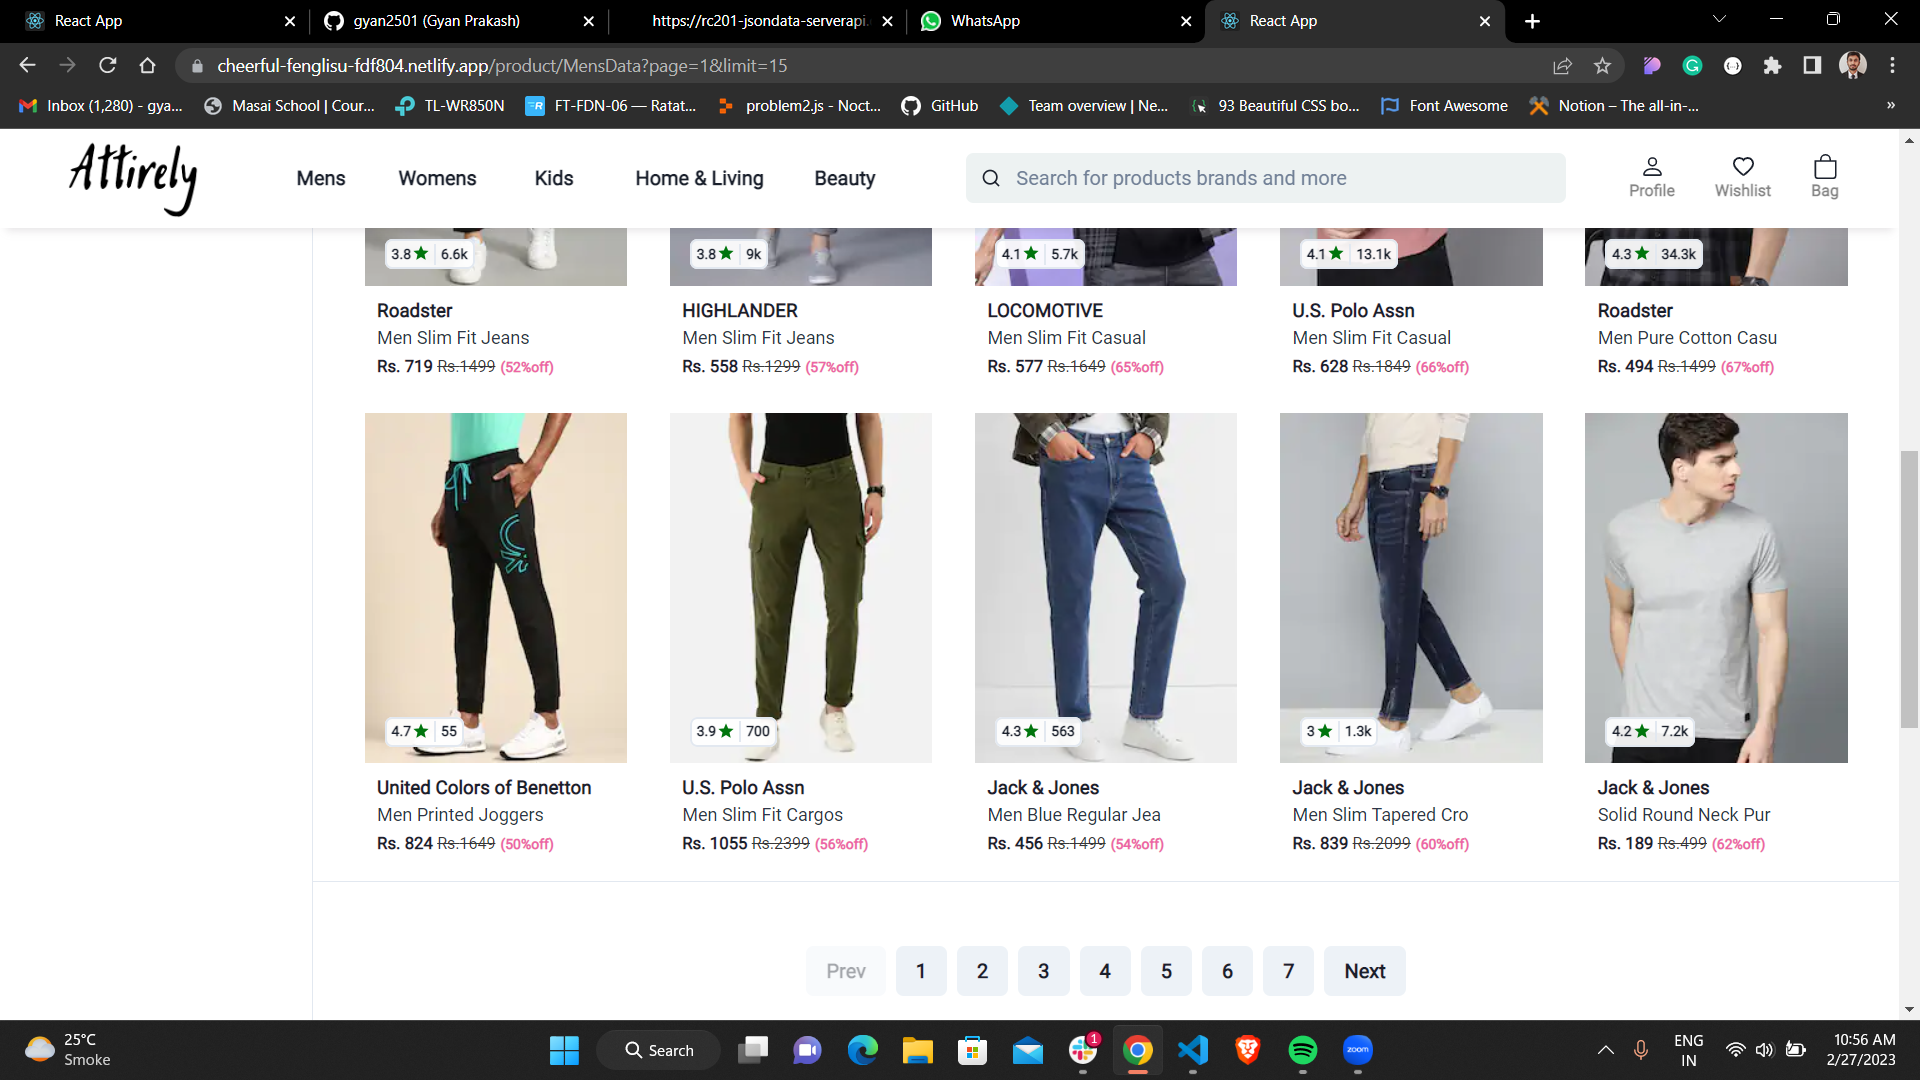 React App
gyan2501 (Gyan Prakash)
https://rc201-jsondata-serverapi.
WhatsApp
React App
cheerful-fenglisu-fdf804.netlify.app/product/MensData?page=1&limit=15
Inbox (1,280) - gya...
Masai School | Cour...
TL-WR850N
FT-FDN-06 — Ratat...
problem2.js - Noct...
GitHub
Team overview | Ne...
93 Beautiful CSS bo...
Font Awesome
Notion – The all-in-...
»
Attirely
Mens
Womens
Kids
Home & Living
Beauty
Search for products brands and more
Profile
Wishlist
Bag
3.8★ | 6.6k
3.8★ | 9k
4.1★ | 5.7k
4.1★ | 13.1k
4.3★ | 34.3k
Roadster
Men Slim Fit Jeans
Rs. 719 Rs.1499 (52%off)
HIGHLANDER
Men Slim Fit Jeans
Rs. 558 Rs.1299 (57%off)
LOCOMOTIVE
Men Slim Fit Casual
Rs. 577 Rs.1649 (65%off)
U.S. Polo Assn
Men Slim Fit Casual
Rs. 628 Rs.1849 (66%off)
Roadster
Men Pure Cotton Casu
Rs. 494 Rs.1499 (67%off)
4.7★ | 55
3.9★ | 700
4.3★ | 563
3★ | 1.3k
4.2★ | 7.2k
United Colors of Benetton
Men Printed Joggers
Rs. 824 Rs.1649 (50%off)
U.S. Polo Assn
Men Slim Fit Cargos
Rs. 1055 Rs.2399 (56%off)
Jack & Jones
Men Blue Regular Jea
Rs. 456 Rs.1499 (54%off)
Jack & Jones
Men Slim Tapered Cro
Rs. 839 Rs.2099 (60%off)
Jack & Jones
Solid Round Neck Pur
Rs. 189 Rs.499 (62%off)
Prev 1 2 3 4 5 6 7 Next
25°C
Smoke
Search
1
zoom
ENG
IN
10:56 AM
2/27/2023